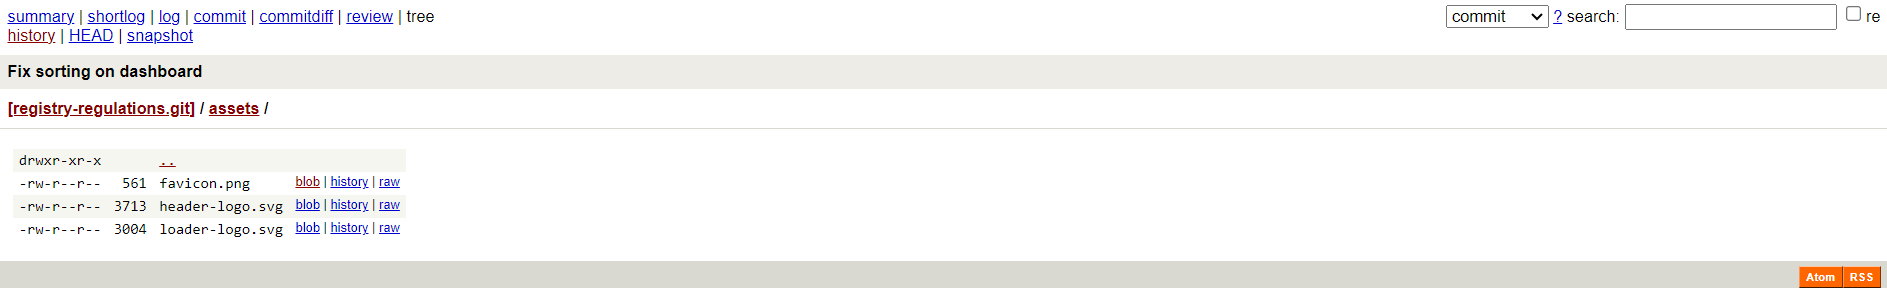 summary | shortlog | log | commit | commitdiff | review | tree commit ? search: re
history | HEAD | snapshot
Fix sorting on dashboard
[registry-regulations.git] / assets /
drwxr-xr-x ..
-rw-r--r-- 561 favicon.png blob | history | raw
-rw-r--r-- 3713 header-logo.svg blob | history | raw
-rw-r--r-- 3004 loader-logo.svg blob | history | raw
Atom RSS